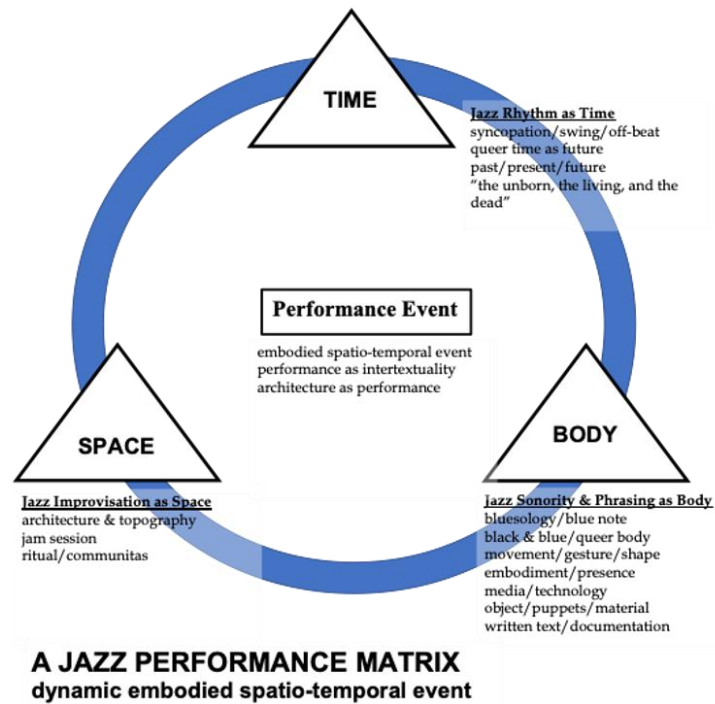 TIME
Jazz Rhythm as Time
syncopation/swing/off-beat
queer time as future
past/present/future
“the unborn, the living, and the
dead”
Performance Event
embodied spatio-temporal event
performance as intertextuality
architecture as performance
SPACE
Jazz Improvisation as Space
architecture & topography
jam session
ritual/communitas
BODY
Jazz Sonority & Phrasing as Body
bluesology/blue note
black & blue/queer body
movement/gesture/shape
embodiment/presence
media/technology
object/puppets/material
written text/documentation
A JAZZ PERFORMANCE MATRIX
dynamic embodied spatio-temporal event